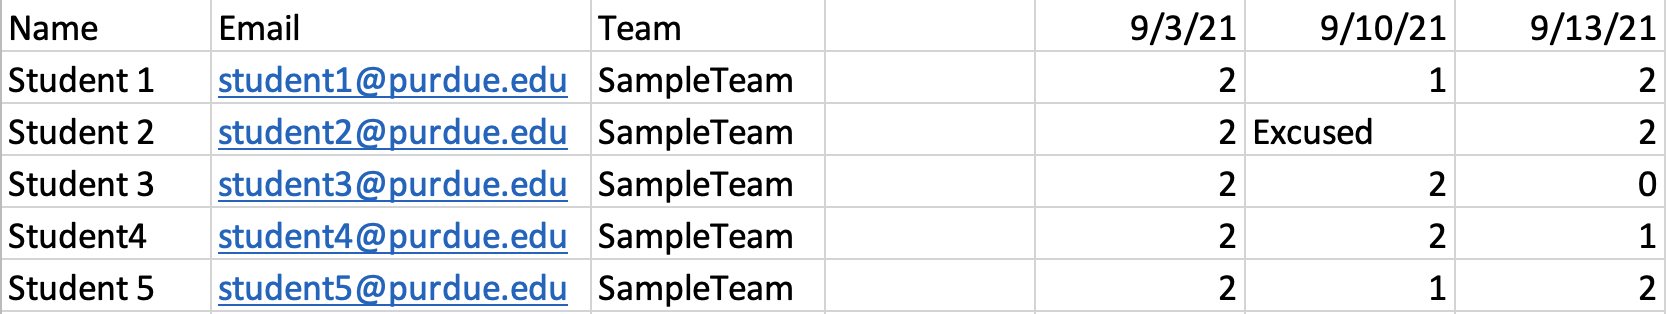 Name Email Team 9/3/21 9/10/21 9/13/21
Student 1 student1@purdue.edu SampleTeam 2 1 2
Student 2 student2@purdue.edu SampleTeam 2 Excused 2
Student 3 student3@purdue.edu SampleTeam 2 2 0
Student4 student4@purdue.edu SampleTeam 2 2 1
Student 5 student5@purdue.edu SampleTeam 2 1 2